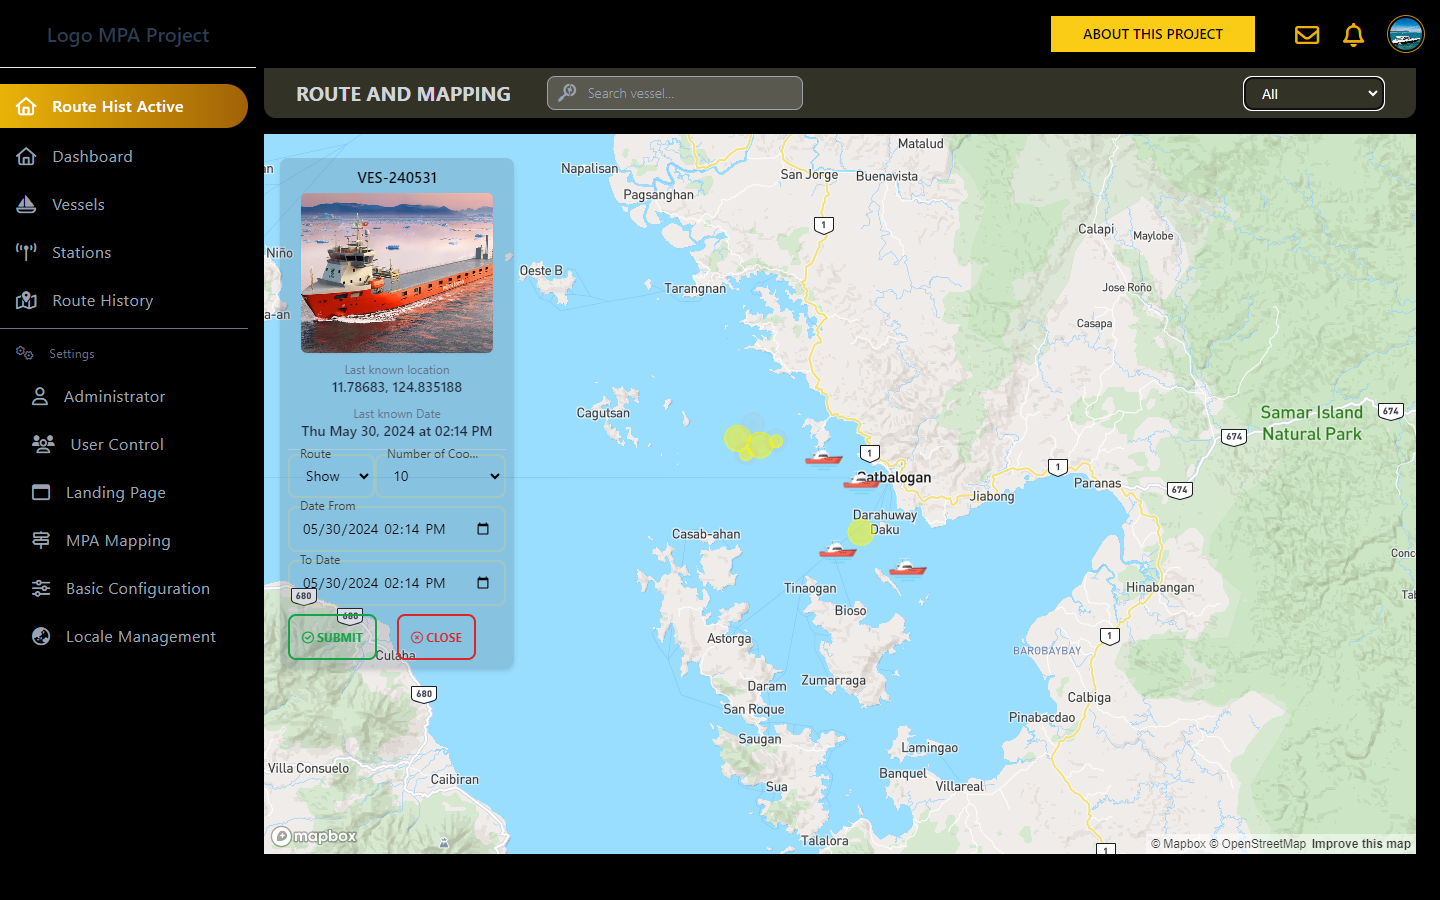 Logo MPA Project
ABOUT THIS PROJECT
Route Hist Active
Dashboard
Vessels
Stations
Route History
Settings
Administrator
User Control
Landing Page
MPA Mapping
Basic Configuration
Locale Management
ROUTE AND MAPPING
Search vessel...
All
VES-240531
Last known location
11.78683, 124.835188
Last known Date
Thu May 30, 2024 at 02:14 PM
Route
Show
Number of Coo...
10
Date From
05/30/2024 02:14 PM
To Date
05/30/2024 02:14 PM
SUBMIT
CLOSE
Matalud
Napalisan
San Jorge
Buenavista
Pagsanghan
1
Calapi
Maylobe
Niño
Oeste B
Tarangnan
Jose Roño
a-an
Casapa
Cagutsan
Samar Island
Natural Park
674
674
1
1
Catbalogan
Paranas
674
Jiabong
Darahuway
Daku
Casab-ahan
Conc
Tinaogan
Hinabangan
Tab
680
680
Bioso
1
Astorga
BAROBAYBAY
Culaba
Zumarraga
Daram
680
Calbiga
San Roque
Pinabacdao
Saugan
Lamingao
Villa Consuelo
Caibiran
Banquel
Sua
Villareal
Talalora
1
mapbox
© Mapbox © OpenStreetMap Improve this map